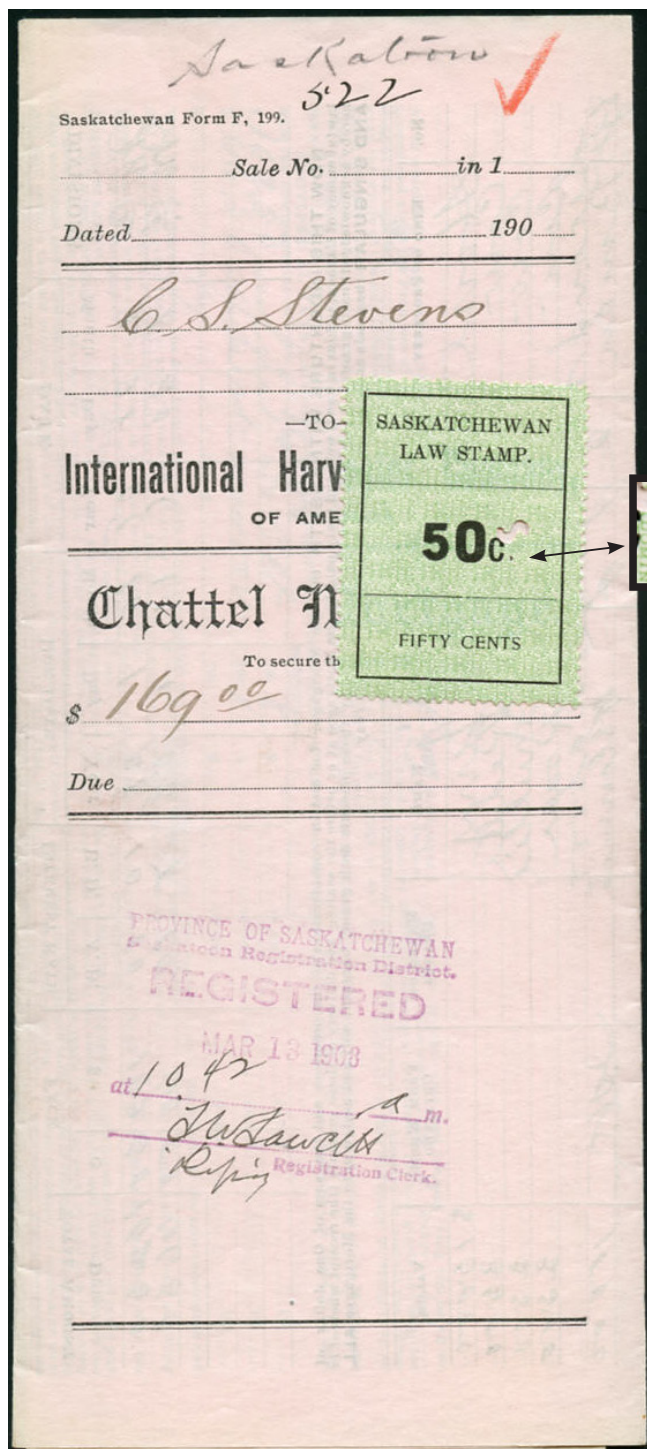 Saskatoon
522
Saskatchewan Form F, 199.
Sale No. in 1
Dated 190
C. S. Stevens
—TO—
International Harv
OF AME
SASKATCHEWAN
LAW STAMP.
50c.
FIFTY CENTS
Chattel M
To secure th
$ 169 00
Due
PROVINCE OF SASKATCHEWAN
Saskatoon Registration District.
REGISTERED
MAR 13 1908
at 10 42 a m.
Registration Clerk.